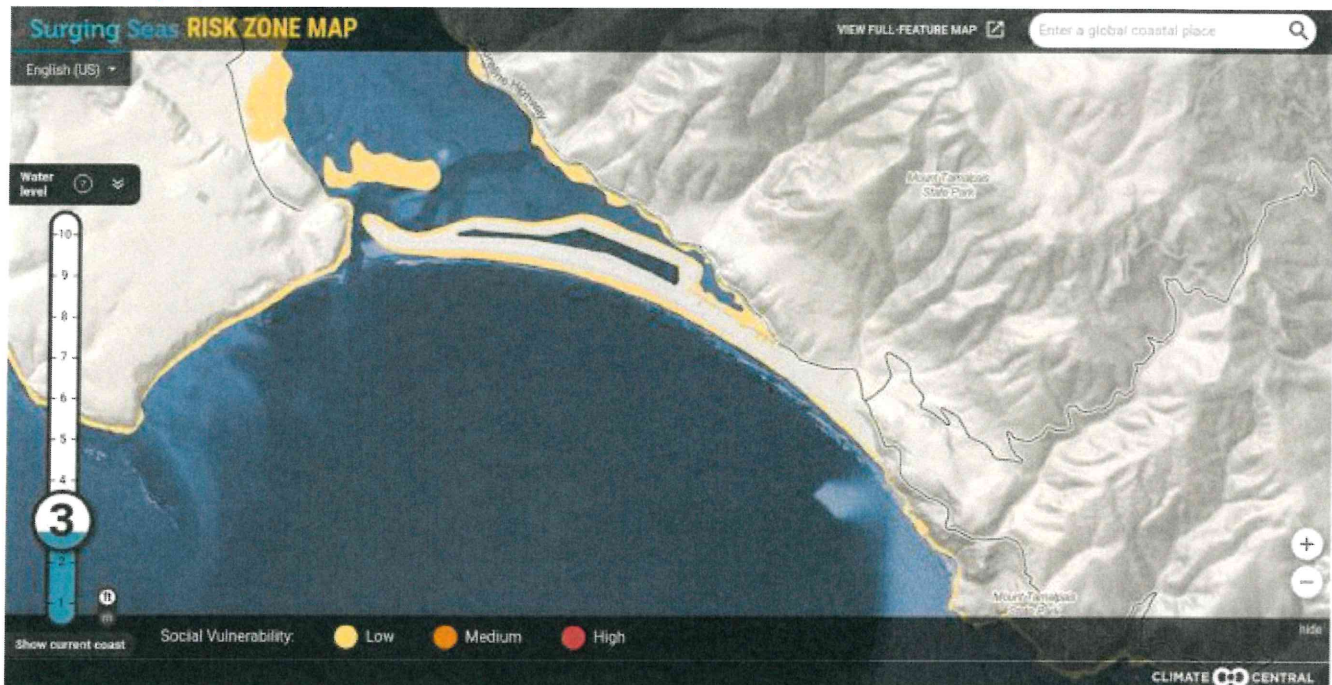 Surging Seas RISK ZONE MAP
VIEW FULL-FEATURE MAP
Enter a global coastal place
English (US)
Highway
Mount Tamalpais
State Park
Water
level
?
10
9
8
7
6
5
4
3
2
1
ft
m
+
−
Mount Tamalpais
State Park
Show current coast
Social Vulnerability:
Low
Medium
High
hide
CLIMATE CENTRAL